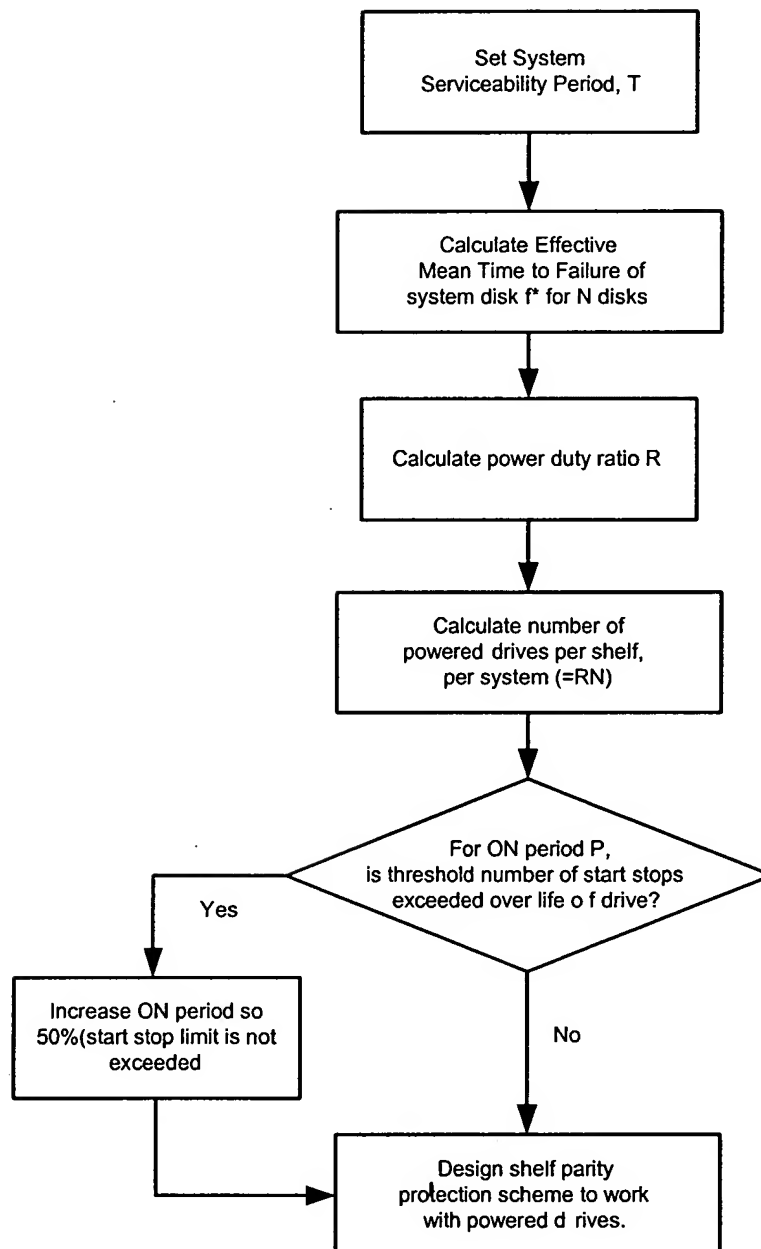 Set System
Serviceability Period, T
Calculate Effective
Mean Time to Failure of
system disk f* for N disks
Calculate power duty ratio R
Calculate number of
powered drives per shelf,
per system (=RN)
For ON period P,
is threshold number of start stops
exceeded over life o f drive?
Yes
Increase ON period so
50%(start stop limit is not
exceeded
No
Design shelf parity
protection scheme to work
with powered d rives.